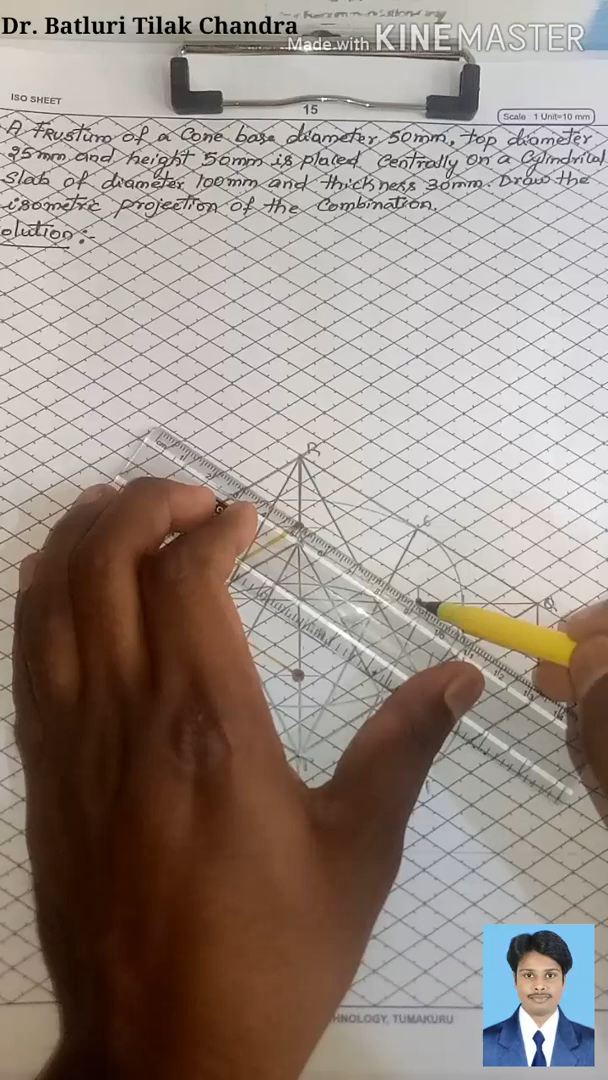 Dr. Batluri Tilak Chandra
Made with KINEMASTER
ISO SHEET
15
Scale 1 Unit=10 mm
A Frustum of a Cone base diameter 50mm, top diameter
25mm and height 50mm is placed Centrally on a Cylindrical
Slab of diameter 100mm and thickness 30mm. Draw the
isometric projection of the Combination.
olution:-
R
C
Q
HNOLOGY, TUMAKURU